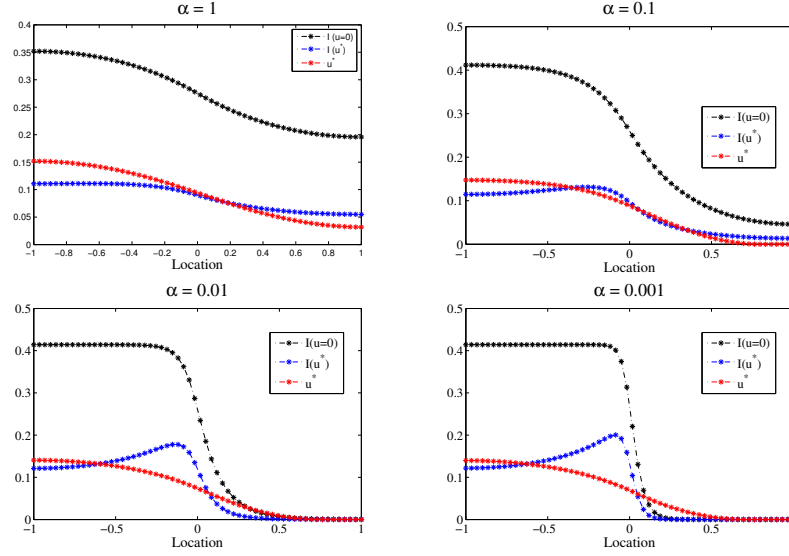 α = 1
0.4
0.35
0.3
0.25
0.2
0.15
0.1
0.05
0
−1 −0.8 −0.6 −0.4 −0.2 0 0.2 0.4 0.6 0.8 1
Location
I (u=0)
I (u*)
u*
α = 0.1
0.5
0.4
0.3
0.2
0.1
0
−1 −0.5 0 0.5
Location
I(u=0)
I(u*)
u*
α = 0.01
0.5
0.4
0.3
0.2
0.1
0
−1 −0.5 0 0.5 1
Location
I(u=0)
I(u*)
u*
α = 0.001
0.5
0.4
0.3
0.2
0.1
0
−1 −0.5 0 0.5
Location
I(u=0)
I(u*)
u*